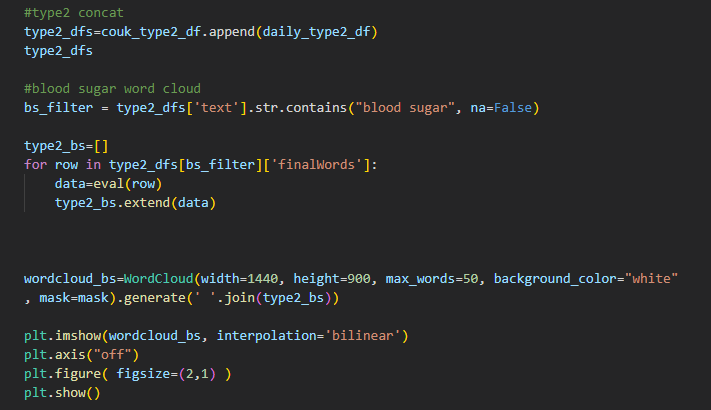 #type2 concat
type2_dfs=couk_type2_df.append(daily_type2_df)
type2_dfs
#blood sugar word cloud
bs_filter = type2_dfs['text'].str.contains("blood sugar", na=False)
type2_bs=[]
for row in type2_dfs[bs_filter]['finalWords']:
    data=eval(row)
    type2_bs.extend(data)
wordcloud_bs=WordCloud(width=1440, height=900, max_words=50, background_color="white"
, mask=mask).generate(' '.join(type2_bs))
plt.imshow(wordcloud_bs, interpolation='bilinear')
plt.axis("off")
plt.figure( figsize=(2,1) )
plt.show()